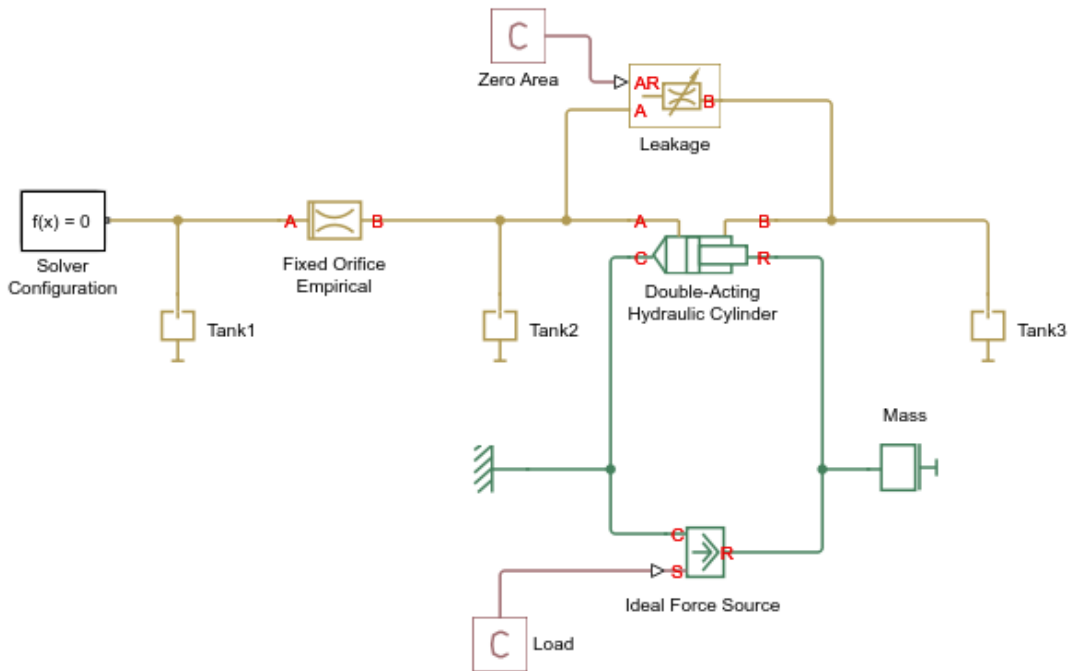 C
Zero Area
AR
A
B
Leakage
f(x) = 0
Solver
Configuration
A
B
Fixed Orifice
Empirical
A
B
C
R
Double-Acting
Hydraulic Cylinder
Tank1
Tank2
Tank3
Mass
C
S
R
Ideal Force Source
C
Load